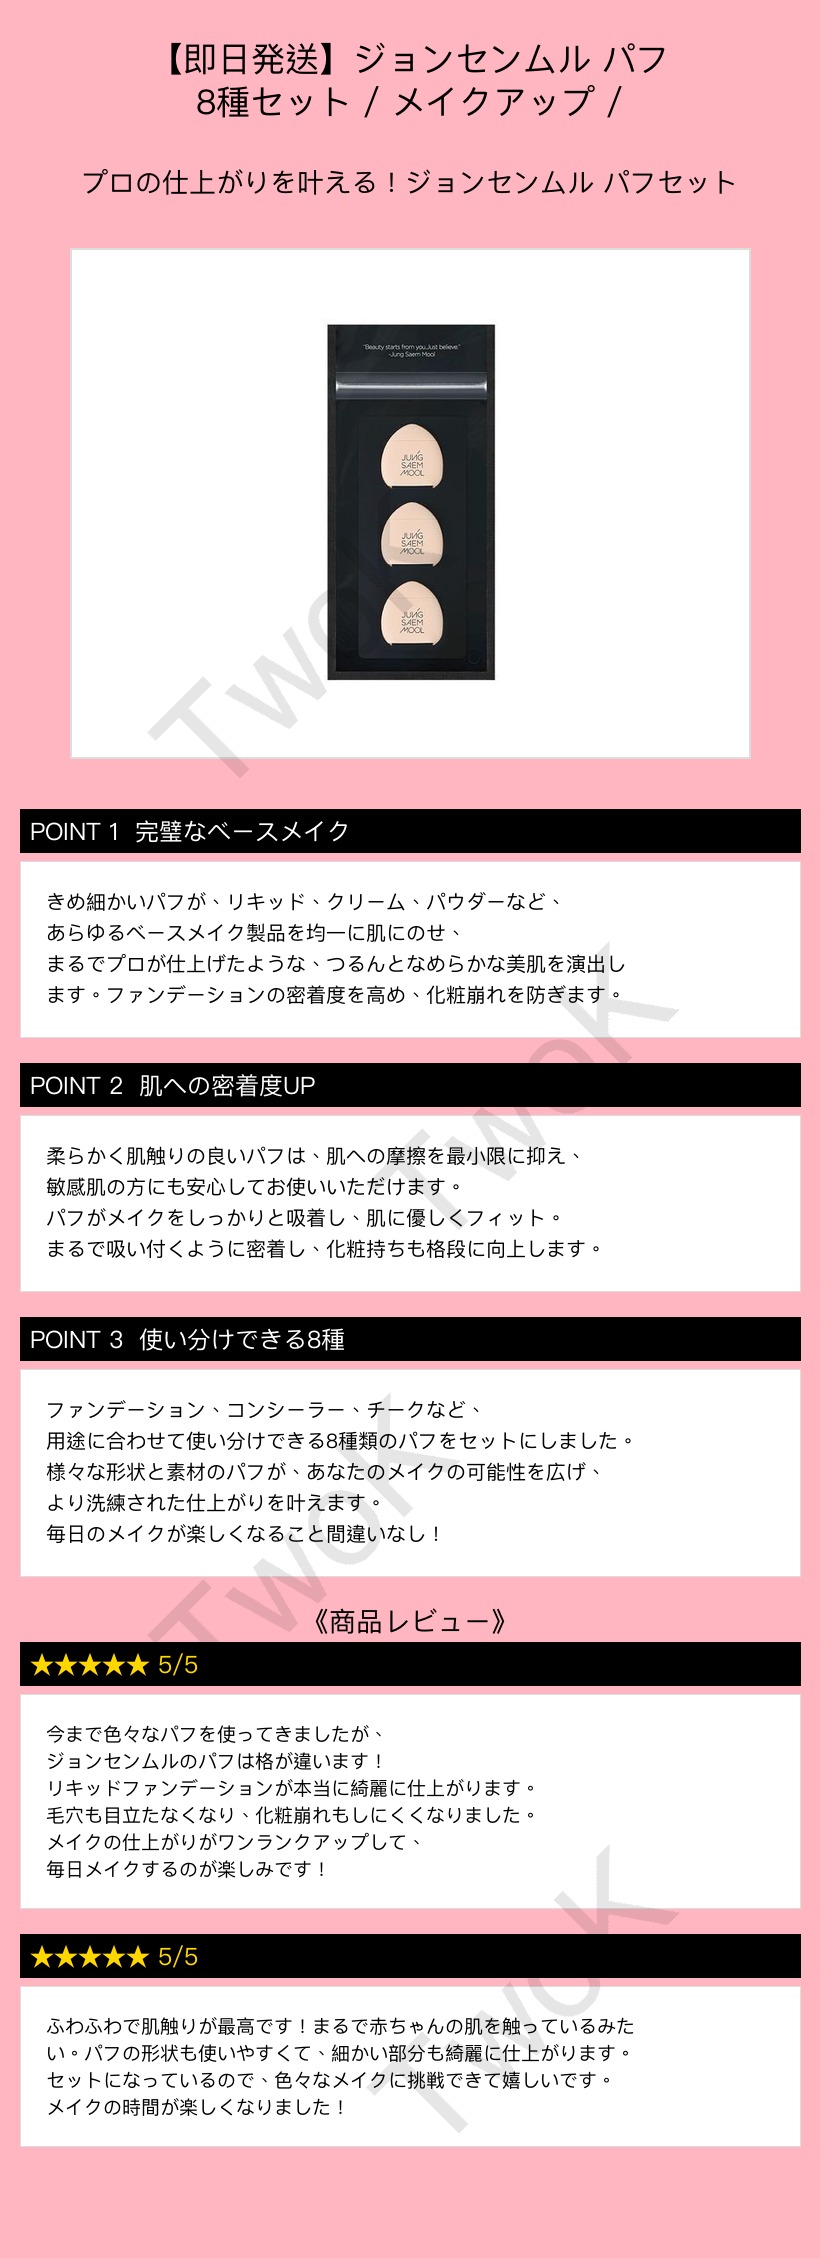 【即日発送】ジョンセンムル パフ
8種セット / メイクアップ /
プロの仕上がりを叶える！ジョンセンムル パフセット
"Beauty starts from you.Just believe."
-Jung Saem Mool
JUNG
SAEM
MOOL
JUNG
SAEM
MOOL
JUNG
SAEM
MOOL
TwoK
POINT 1 完璧なベースメイク
きめ細かいパフが、リキッド、クリーム、パウダーなど、
あらゆるベースメイク製品を均一に肌にのせ、
まるでプロが仕上げたような、つるんとなめらかな美肌を演出し
ます。ファンデーションの密着度を高め、化粧崩れを防ぎます。
TwoK
POINT 2 肌への密着度UP
柔らかく肌触りの良いパフは、肌への摩擦を最小限に抑え、
敏感肌の方にも安心してお使いいただけます。
パフがメイクをしっかりと吸着し、肌に優しくフィット。
まるで吸い付くように密着し、化粧持ちも格段に向上します。
POINT 3 使い分けできる8種
ファンデーション、コンシーラー、チークなど、
用途に合わせて使い分けできる8種類のパフをセットにしました。
様々な形状と素材のパフが、あなたのメイクの可能性を広げ、
より洗練された仕上がりを叶えます。
毎日のメイクが楽しくなること間違いなし！
TwoK
《商品レビュー》
★★★★★ 5/5
今まで色々なパフを使ってきましたが、
ジョンセンムルのパフは格が違います！
リキッドファンデーションが本当に綺麗に仕上がります。
毛穴も目立たなくなり、化粧崩れもしにくくなりました。
メイクの仕上がりがワンランクアップして、
毎日メイクするのが楽しみです！
TwoK
★★★★★ 5/5
ふわふわで肌触りが最高です！まるで赤ちゃんの肌を触っているみた
い。パフの形状も使いやすくて、細かい部分も綺麗に仕上がります。
セットになっているので、色々なメイクに挑戦できて嬉しいです。
メイクの時間が楽しくなりました！